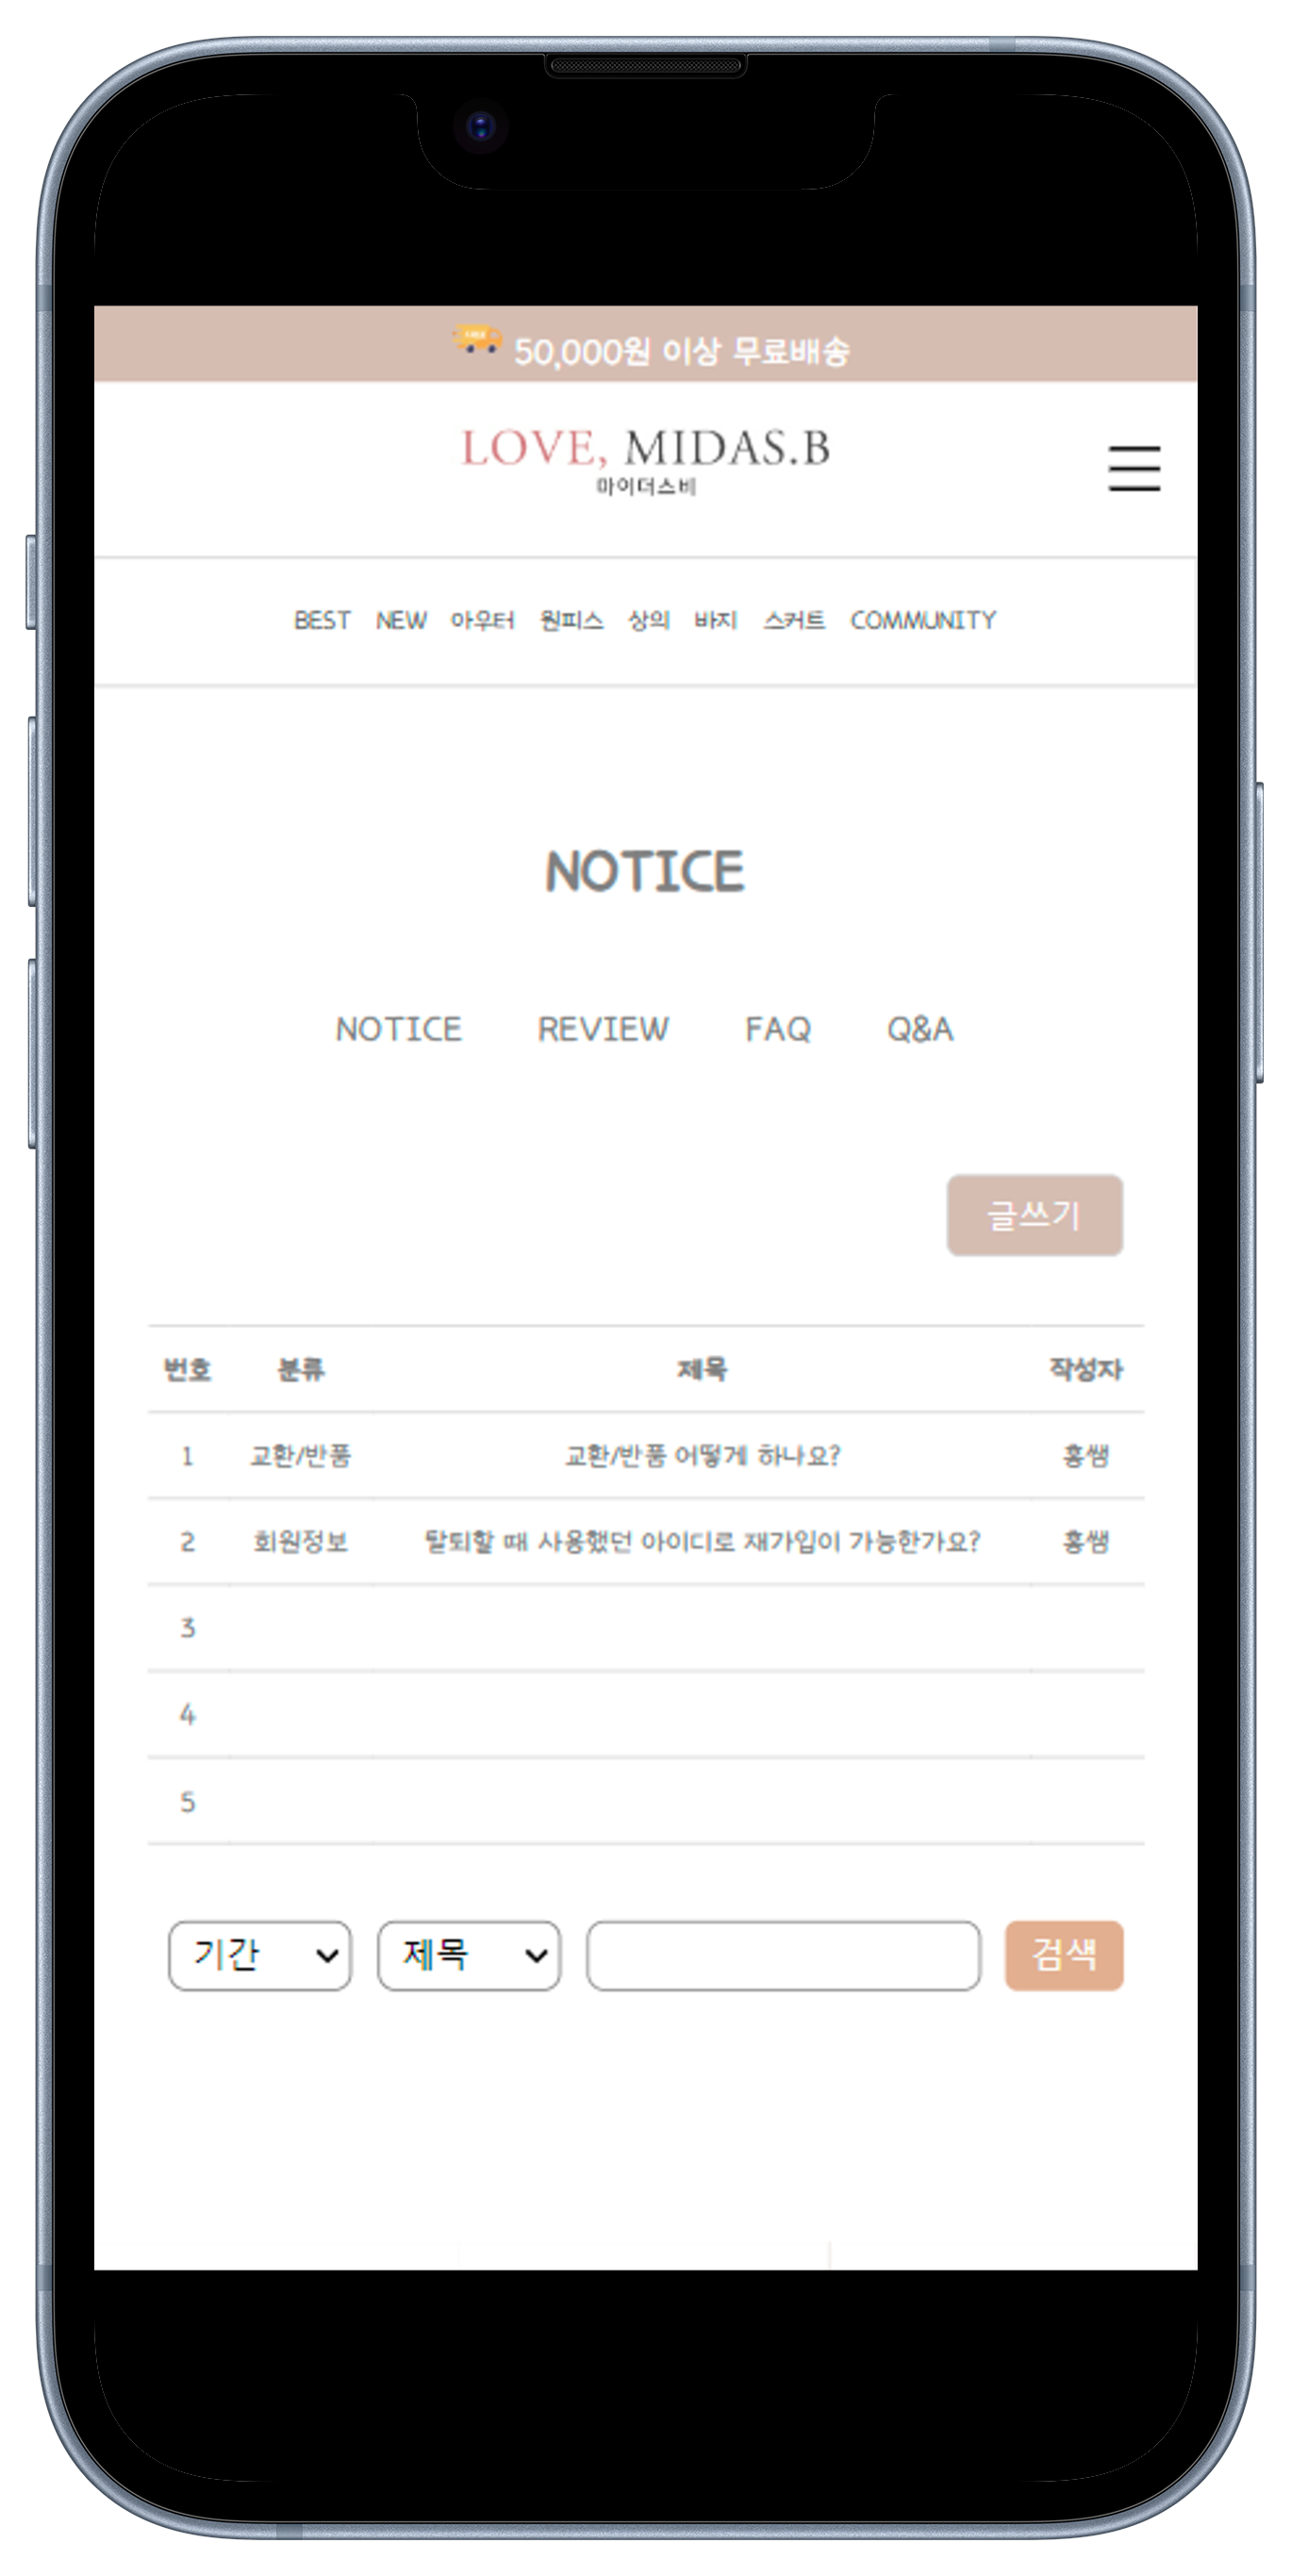 50,000원 이상 무료배송
LOVE, MIDAS.B
마이더스비
BEST NEW 아우터 원피스 상의 바지 스커트 COMMUNITY
NOTICE
NOTICE REVIEW FAQ Q&A
글쓰기
번호 분류 제목 작성자
1 교환/반품 교환/반품 어떻게 하나요? 홍쌤
2 회원정보 탈퇴할 때 사용했던 아이디로 재가입이 가능한가요? 홍쌤
3
4
5
기간 제목 검색